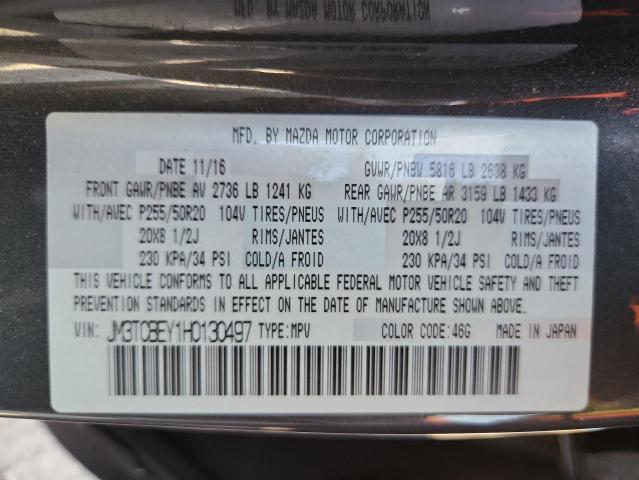 MFD. BY MAZDA MOTOR CORPORATION
DATE 11/16 GVWR/PNBV 5816 LB 2638 KG
FRONT GAWR/PNBE AV 2736 LB 1241 KG REAR GAWR/PNBE AR 3159 LB 1433 KG
WITH/AVEC P255/50R20 104V TIRES/PNEUS WITH/AVEC P255/50R20 104V TIRES/PNEUS
20X8 1/2J RIMS/JANTES 20X8 1/2J RIMS/JANTES
230 KPA/34 PSI COLD/A FROID 230 KPA/34 PSI COLD/A FROID
THIS VEHICLE CONFORMS TO ALL APPLICABLE FEDERAL MOTOR VEHICLE SAFETY AND THEFT
PREVENTION STANDARDS IN EFFECT ON THE DATE OF MANUFACTURE SHOWN ABOVE.
VIN: JM3TCBEY1H0130497 TYPE:MPV COLOR CODE:46G MADE IN JAPAN